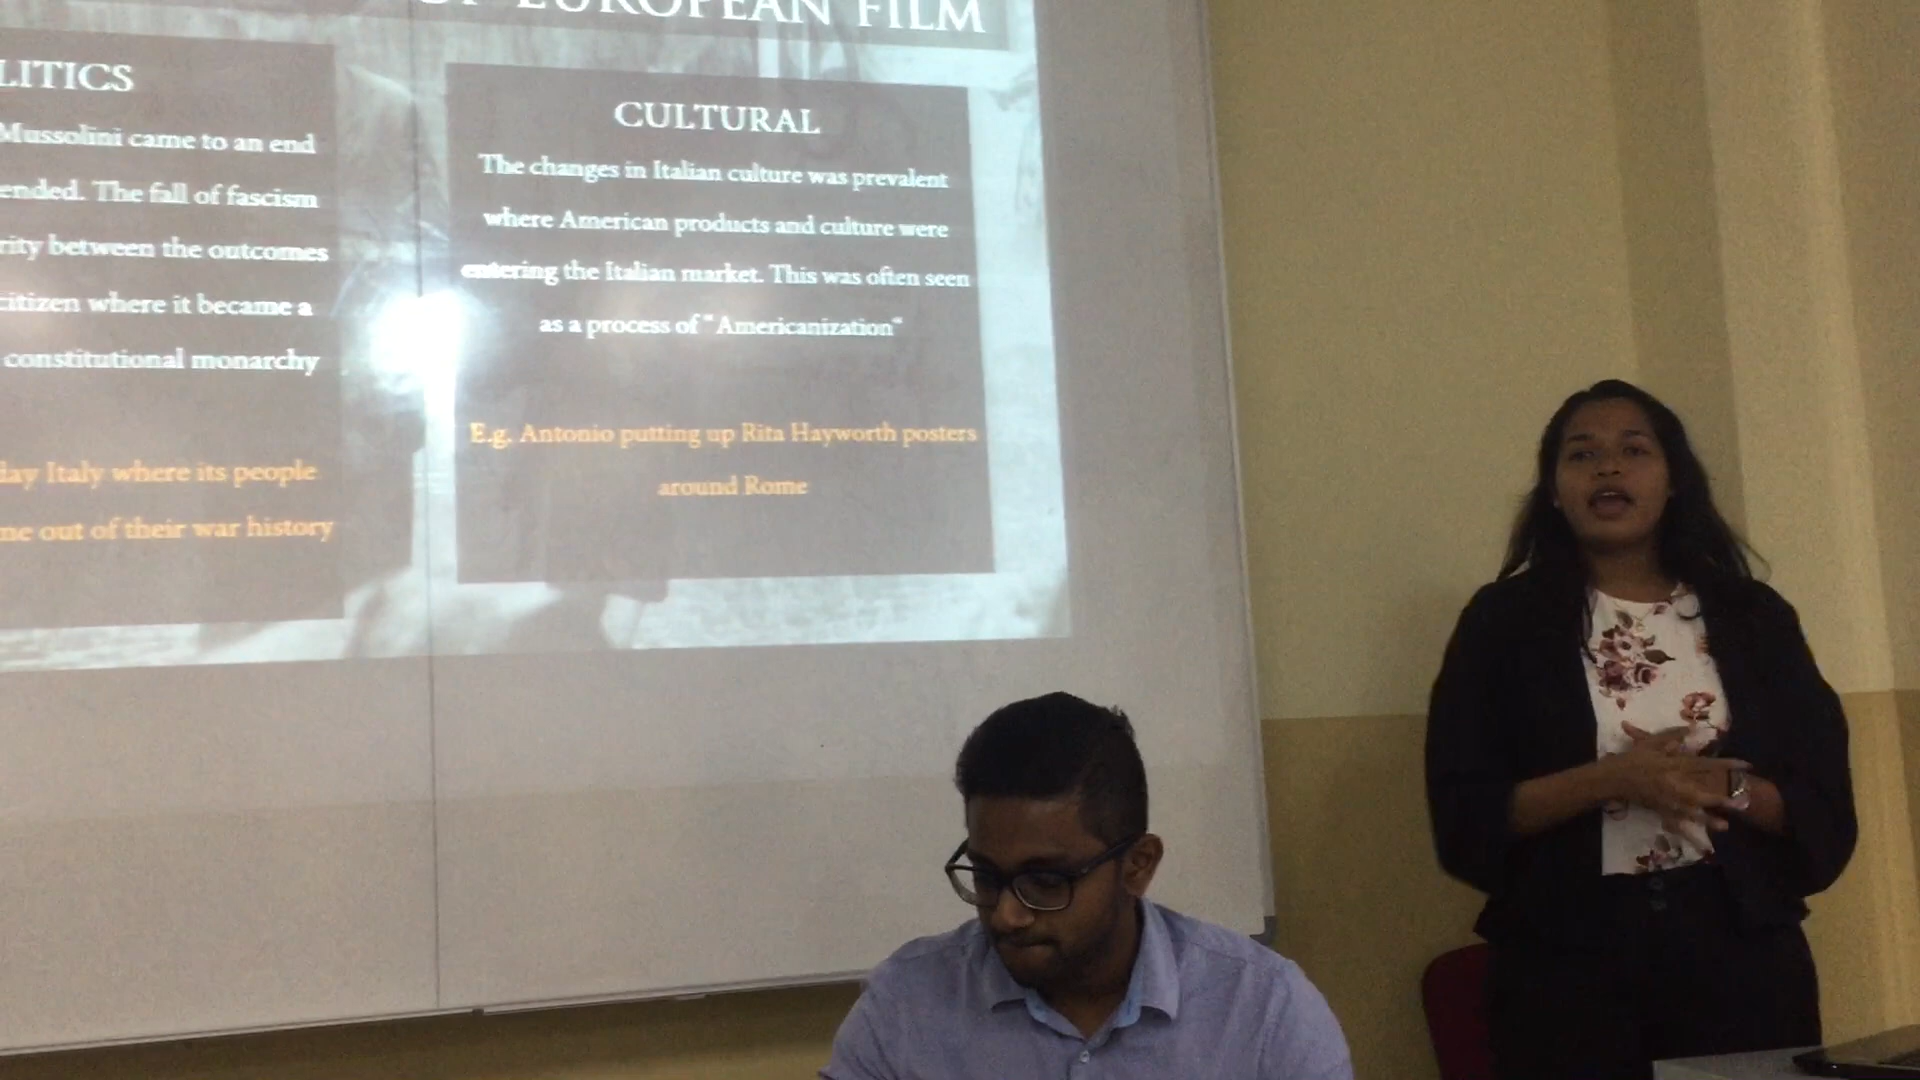 OF EUROPEAN FILM
LITICS
Mussolini came to an end
ended. The fall of fascism
rity between the outcomes
citizen where it became a
constitutional monarchy
day Italy where its people
me out of their war history
CULTURAL
The changes in Italian culture was prevalent
where American products and culture were
entering the Italian market. This was often seen
as a process of "Americanization"
E.g. Antonio putting up Rita Hayworth posters
around Rome